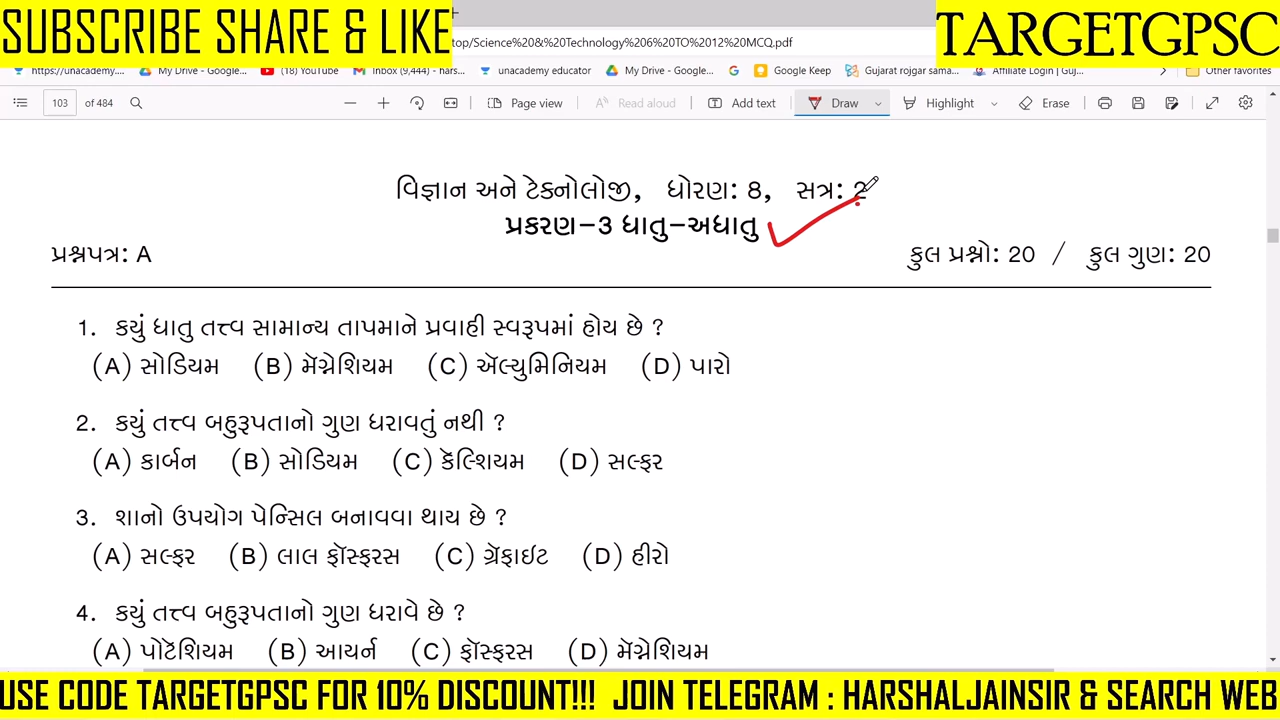 SUBSCRIBE SHARE & LIKE
TARGETGPSC
top/Science%20&%20Technology%206%20TO%2012%20MCQ.pdf
https://unacademy.... My Drive - Google... (18) YouTube Inbox (9,444) - hars... unacademy educator My Drive - Google... Google Keep Gujarat rojgar sama... Affiliate Login | Guj... Other favorites
103 of 484 Page view Read aloud Add text Draw Highlight Erase
વિજ્ઞાન અને ટેક્નોલોજી, ધોરણ: 8, સત્ર: 2
પ્રકરણ-3 ધાતુ-અધાતુ
પ્રશ્નપત્ર: A કુલ પ્રશ્નો: 20 / કુલ ગુણ: 20
1. કયું ધાતુ તત્ત્વ સામાન્ય તાપમાને પ્રવાહી સ્વરૂપમાં હોય છે ?
(A) સોડિયમ (B) મૅગ્નેશિયમ (C) ઍલ્યુમિનિયમ (D) પારો
2. કયું તત્ત્વ બહુરૂપતાનો ગુણ ધરાવતું નથી ?
(A) કાર્બન (B) સોડિયમ (C) કૅલ્શિયમ (D) સલ્ફર
3. શાનો ઉપયોગ પેન્સિલ બનાવવા થાય છે ?
(A) સલ્ફર (B) લાલ ફૉસ્ફરસ (C) ગ્રૅફાઈટ (D) હીરો
4. કયું તત્ત્વ બહુરૂપતાનો ગુણ ધરાવે છે ?
(A) પોટૅશિયમ (B) આયર્ન (C) ફૉસ્ફરસ (D) મૅગ્નેશિયમ
USE CODE TARGETGPSC FOR 10% DISCOUNT!!! JOIN TELEGRAM : HARSHALJAINSIR & SEARCH WEB